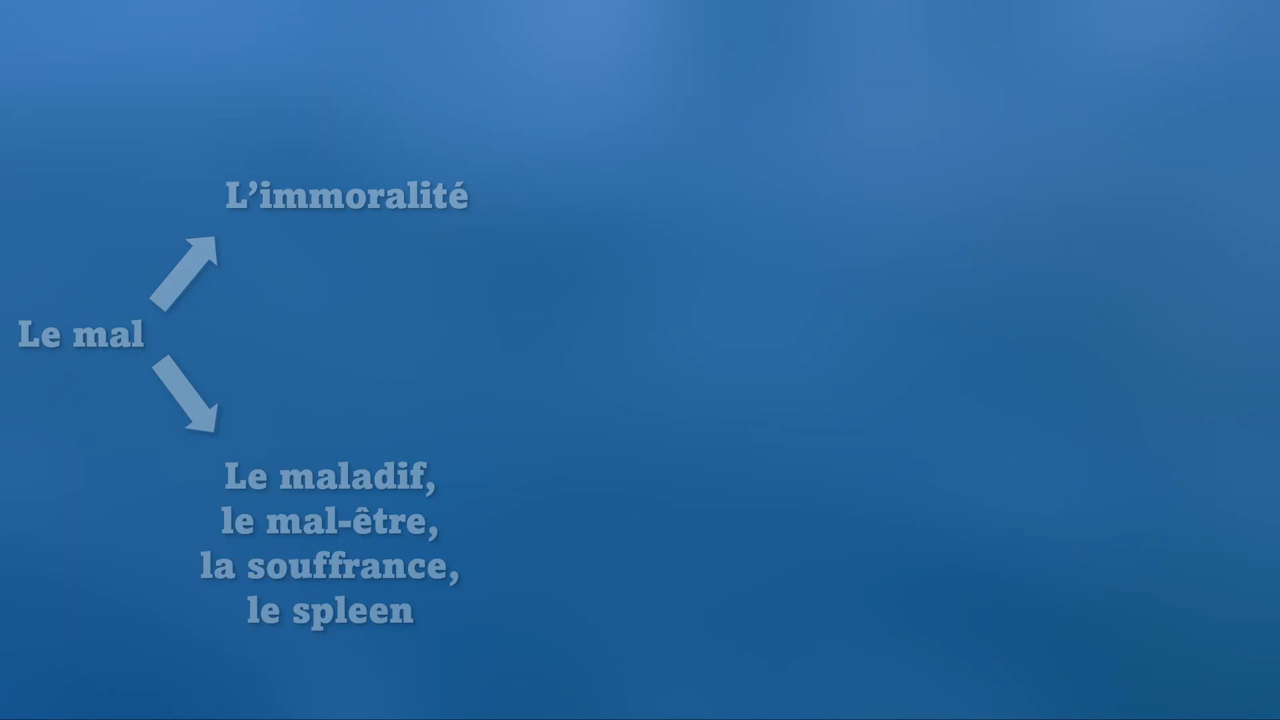 L’immoralité
Le mal
Le maladif,
le mal-être,
la souffrance,
le spleen